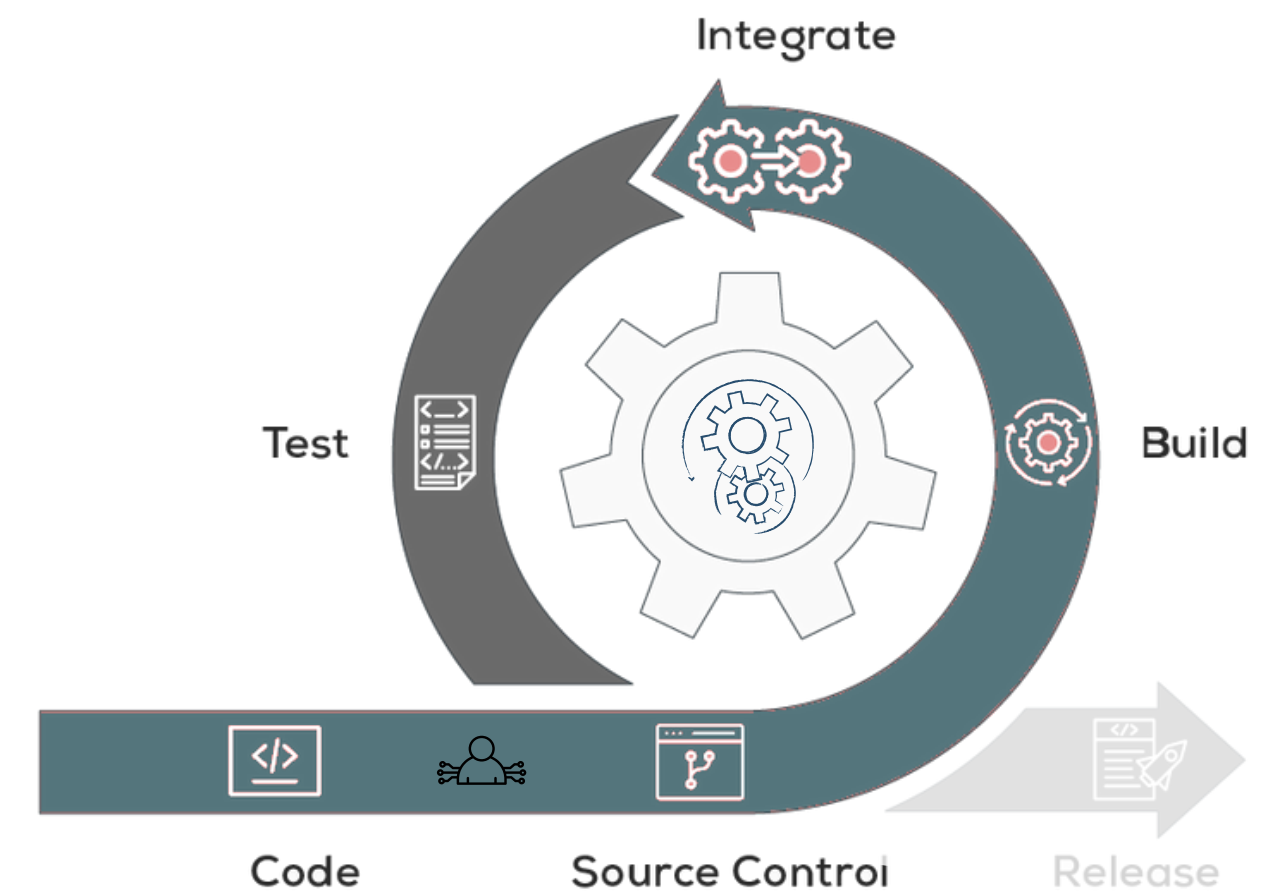 Integrate
Test
<_>
</...>
Build
</>
</>
Code
Source Control
Release